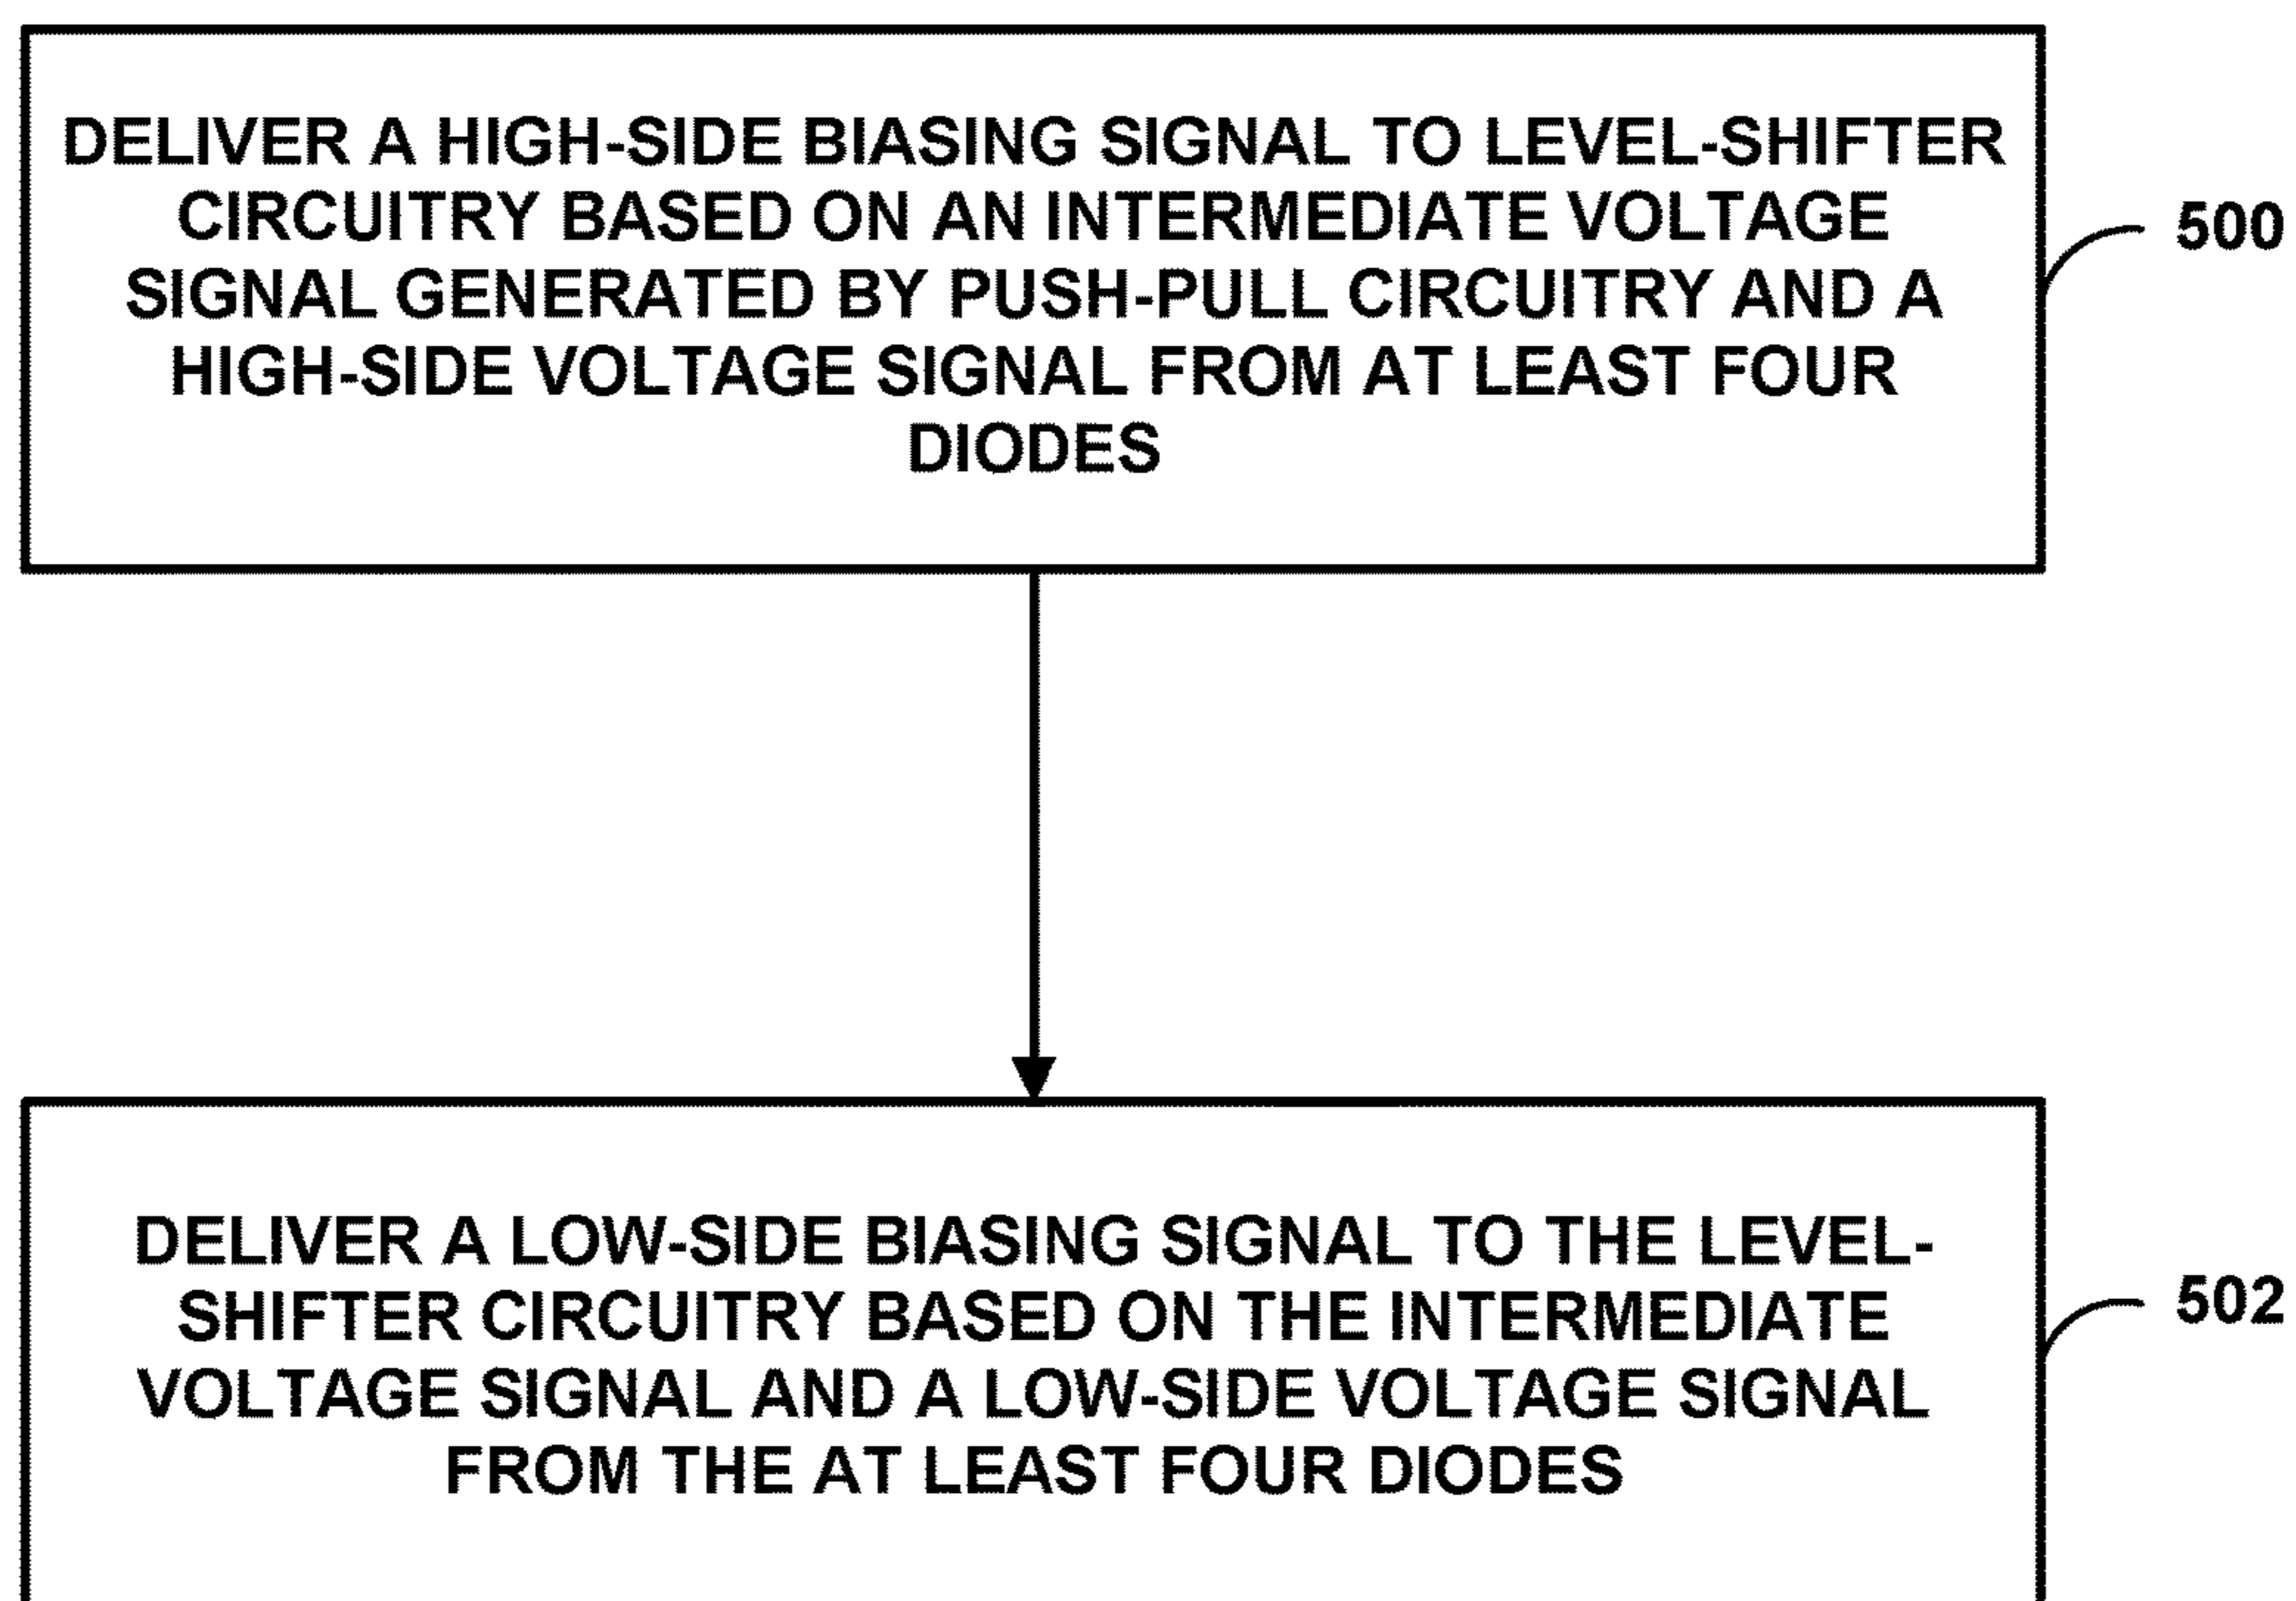 DELIVER A HIGH-SIDE BIASING SIGNAL TO LEVEL-SHIFTER
CIRCUITRY BASED ON AN INTERMEDIATE VOLTAGE
SIGNAL GENERATED BY PUSH-PULL CIRCUITRY AND A
HIGH-SIDE VOLTAGE SIGNAL FROM AT LEAST FOUR
DIODES
500
DELIVER A LOW-SIDE BIASING SIGNAL TO THE LEVEL-
SHIFTER CIRCUITRY BASED ON THE INTERMEDIATE
VOLTAGE SIGNAL AND A LOW-SIDE VOLTAGE SIGNAL
FROM THE AT LEAST FOUR DIODES
502